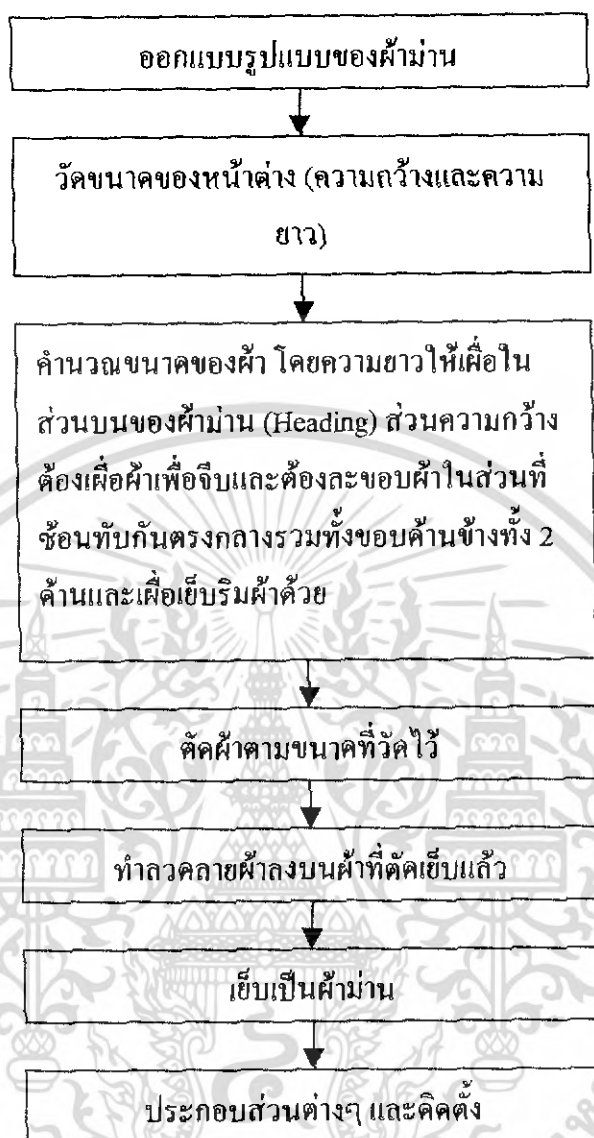 ออกแบบรูปแบบของผ้าม่าน
วัดขนาดของหน้าต่าง (ความกว้างและความ
ยาว)
คำนวณขนาดของผ้า โดยความยาวให้เผื่อใน
ส่วนบนของผ้าม่าน (Heading) ส่วนความกว้าง
ต้องเผื่อผ้าเพื่อจีบและต้องละขอบผ้าในส่วนที่
ซ้อนทับกันตรงกลางรวมทั้งขอบด้านข้างทั้ง 2
ด้านและเผื่อเย็บริมผ้าด้วย
ตัดผ้าตามขนาดที่วัดไว้
ทำลวดลายผ้าลงบนผ้าที่ตัดเย็บแล้ว
เย็บเป็นผ้าม่าน
ประกอบส่วนต่างๆ และติดตั้ง